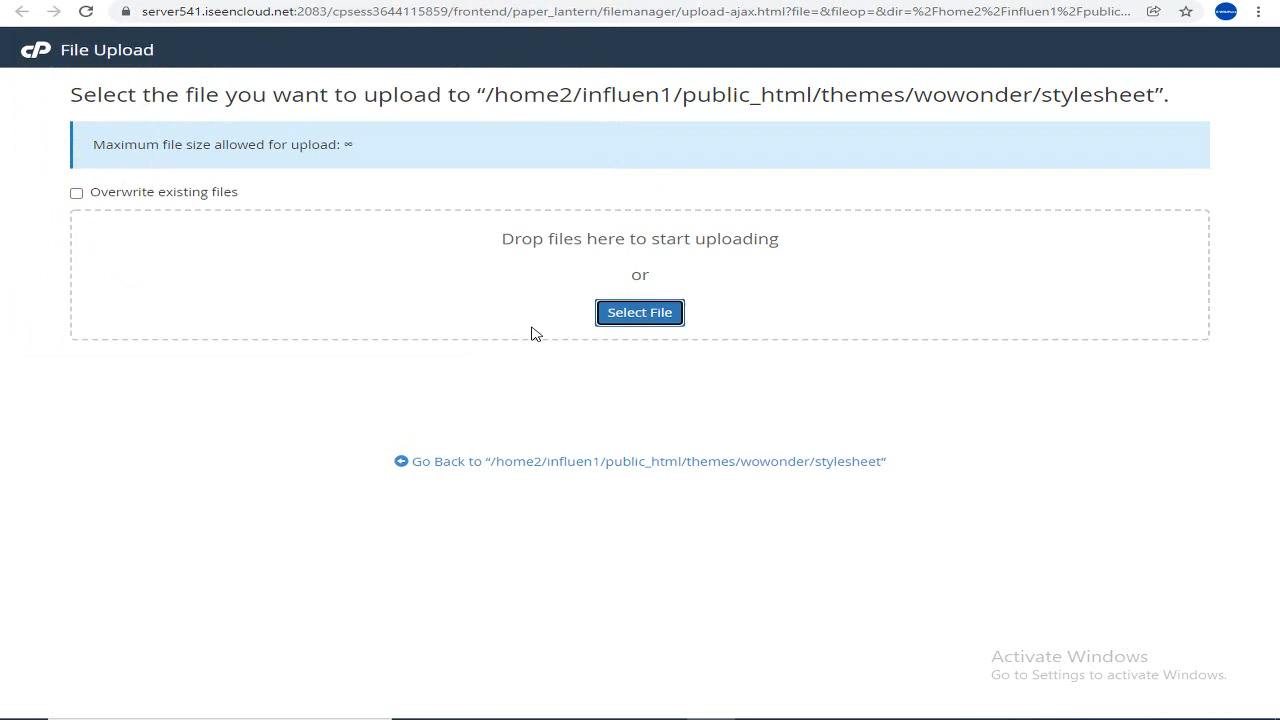 server541.iseencloud.net:2083/cpsess3644115859/frontend/paper_lantern/filemanager/upload-ajax.html?file=&fileop=&dir=%2Fhome2%2Finfluen1%2Fpublic...
cP File Upload
Select the file you want to upload to “/home2/influen1/public_html/themes/wowonder/stylesheet”.
Maximum file size allowed for upload: ∞
Overwrite existing files
Drop files here to start uploading
or
Select File
Go Back to “/home2/influen1/public_html/themes/wowonder/stylesheet”
Activate Windows
Go to Settings to activate Windows.